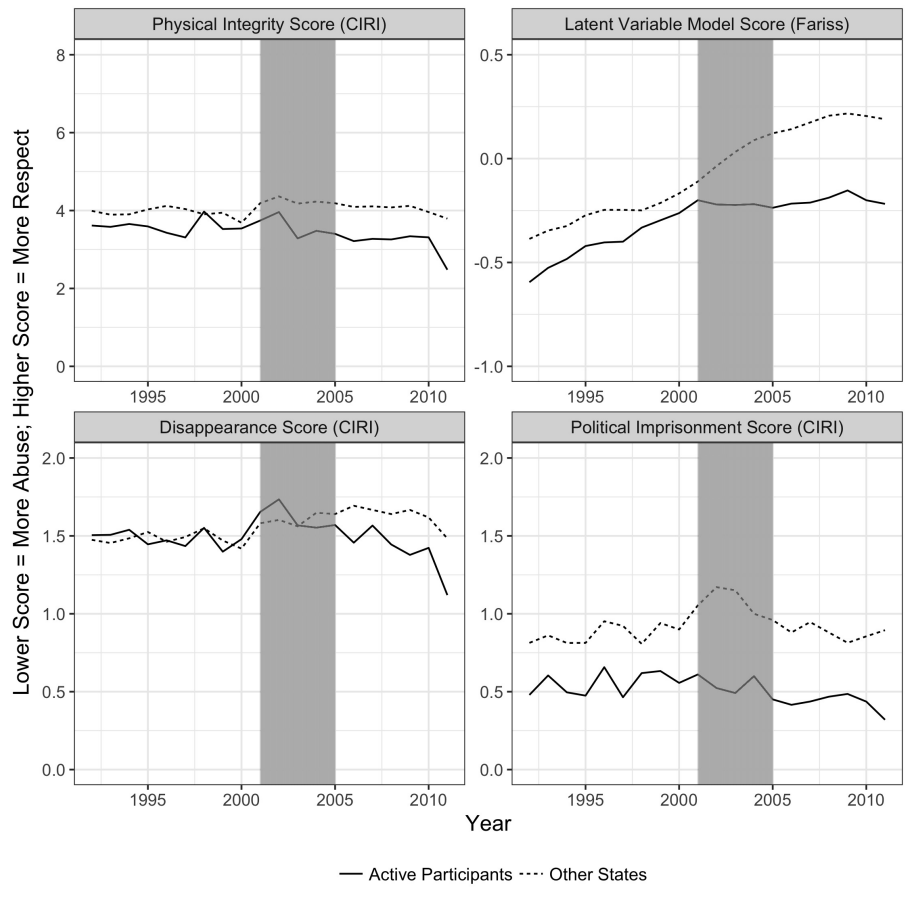 Physical Integrity Score (CIRI)
Latent Variable Model Score (Fariss)
8
6
4
2
0
0.5
0.0
-0.5
-1.0
1995 2000 2005 2010
1995 2000 2005 2010
Disappearance Score (CIRI)
Political Imprisonment Score (CIRI)
2.0
1.5
1.0
0.5
0.0
2.0
1.5
1.0
0.5
0.0
1995 2000 2005 2010
1995 2000 2005 2010
Lower Score = More Abuse; Higher Score = More Respect
Year
Active Participants
Other States